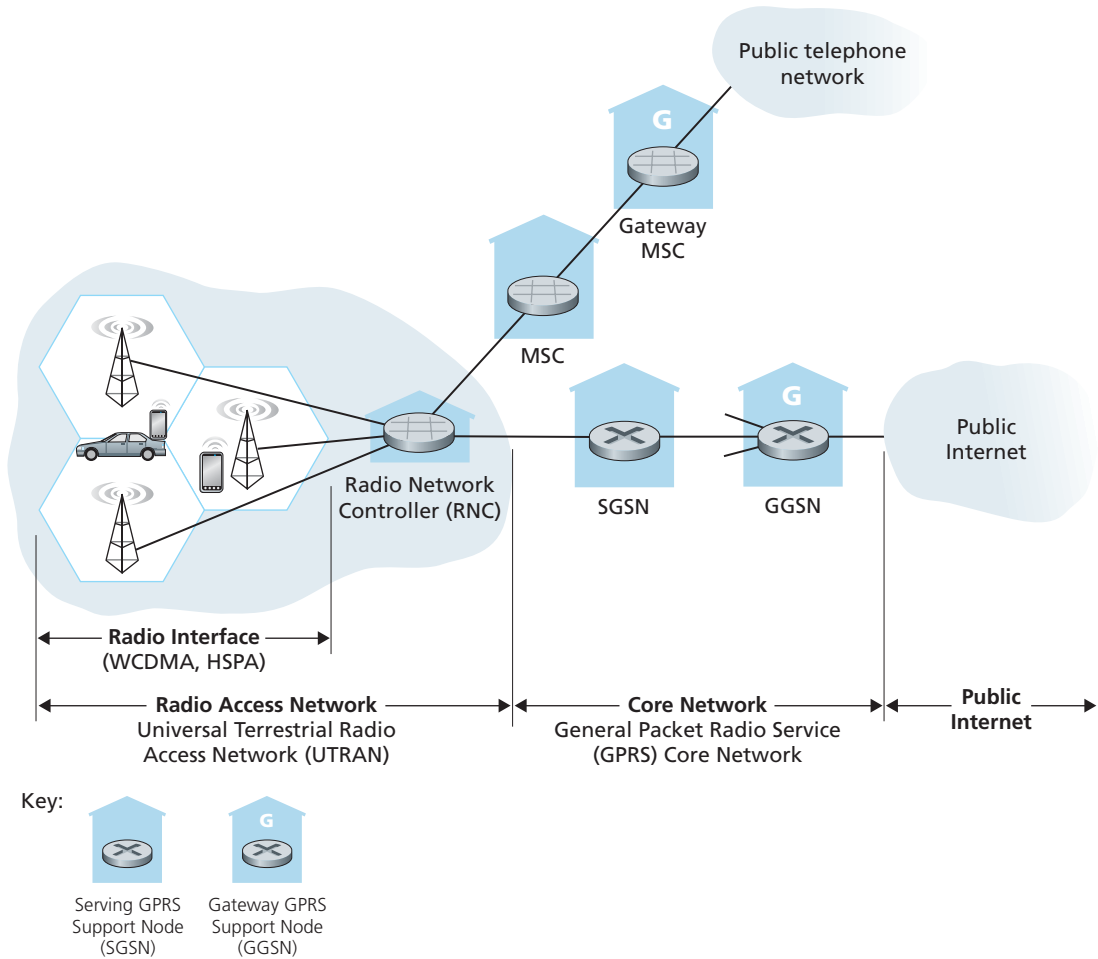 Public telephone
network
G
Gateway
MSC
MSC
G
Public
Internet
Radio Network
Controller (RNC)
SGSN
GGSN
Radio Interface
(WCDMA, HSPA)
Radio Access Network
Universal Terrestrial Radio
Access Network (UTRAN)
Core Network
General Packet Radio Service
(GPRS) Core Network
Public
Internet
Key:
G
Serving GPRS
Support Node
(SGSN)
Gateway GPRS
Support Node
(GGSN)